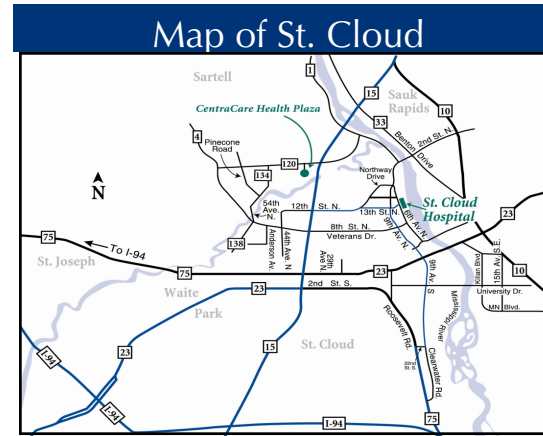 Map of St. Cloud
Sartell
1
15
Sauk
Rapids
10
33
CentraCare Health Plaza
4
Pinecone
Road
Benton Drive
2nd St. N.
120
134
Northway
Drive
N
54th
Ave.
N.
12th St. N.
13th St. N.
6th Av. N
St. Cloud
Hospital
23
8th St. N.
Veterans Dr.
9th Av. N.
138
Anderson Av.
44th Ave. N
29th
Ave N.
75
To I-94
St. Joseph
75
23
9th Av. S
Kilian Blvd.
15th Av. S.E.
10
Waite
Park
23
2nd St. S.
University Dr.
MN Blvd.
Mississippi
River
Roosevelt Rd.
St. Cloud
23
15
22nd
St. S.
Clearwater Rd.
I-94
I-94
I-94
75